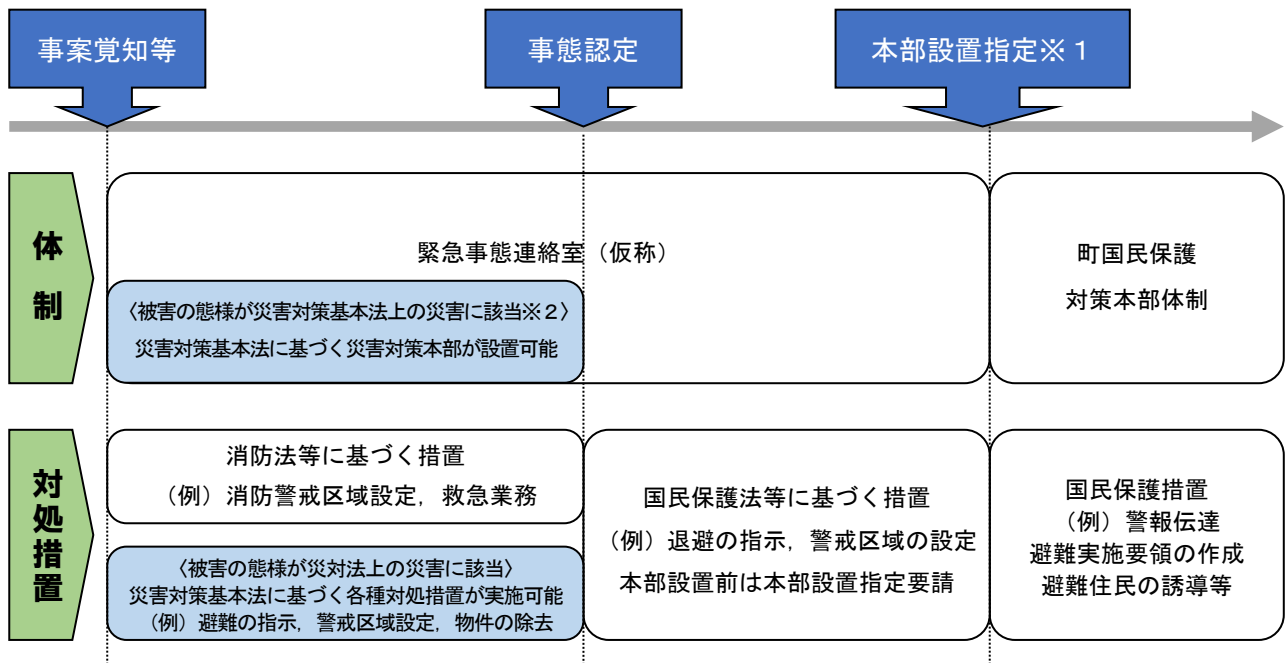 事案覚知等
事態認定
本部設置指定※１
体制
緊急事態連絡室（仮称）
〈被害の態様が災害対策基本法上の災害に該当※２〉
災害対策基本法に基づく災害対策本部が設置可能
町国民保護
対策本部体制
対処措置
消防法等に基づく措置
（例）消防警戒区域設定，救急業務
〈被害の態様が災対法上の災害に該当〉
災害対策基本法に基づく各種対処措置が実施可能
（例）避難の指示，警戒区域設定，物件の除去
国民保護法等に基づく措置
（例）退避の指示，警戒区域の設定
本部設置前は本部設置指定要請
国民保護措置
（例）警報伝達
避難実施要領の作成
避難住民の誘導等